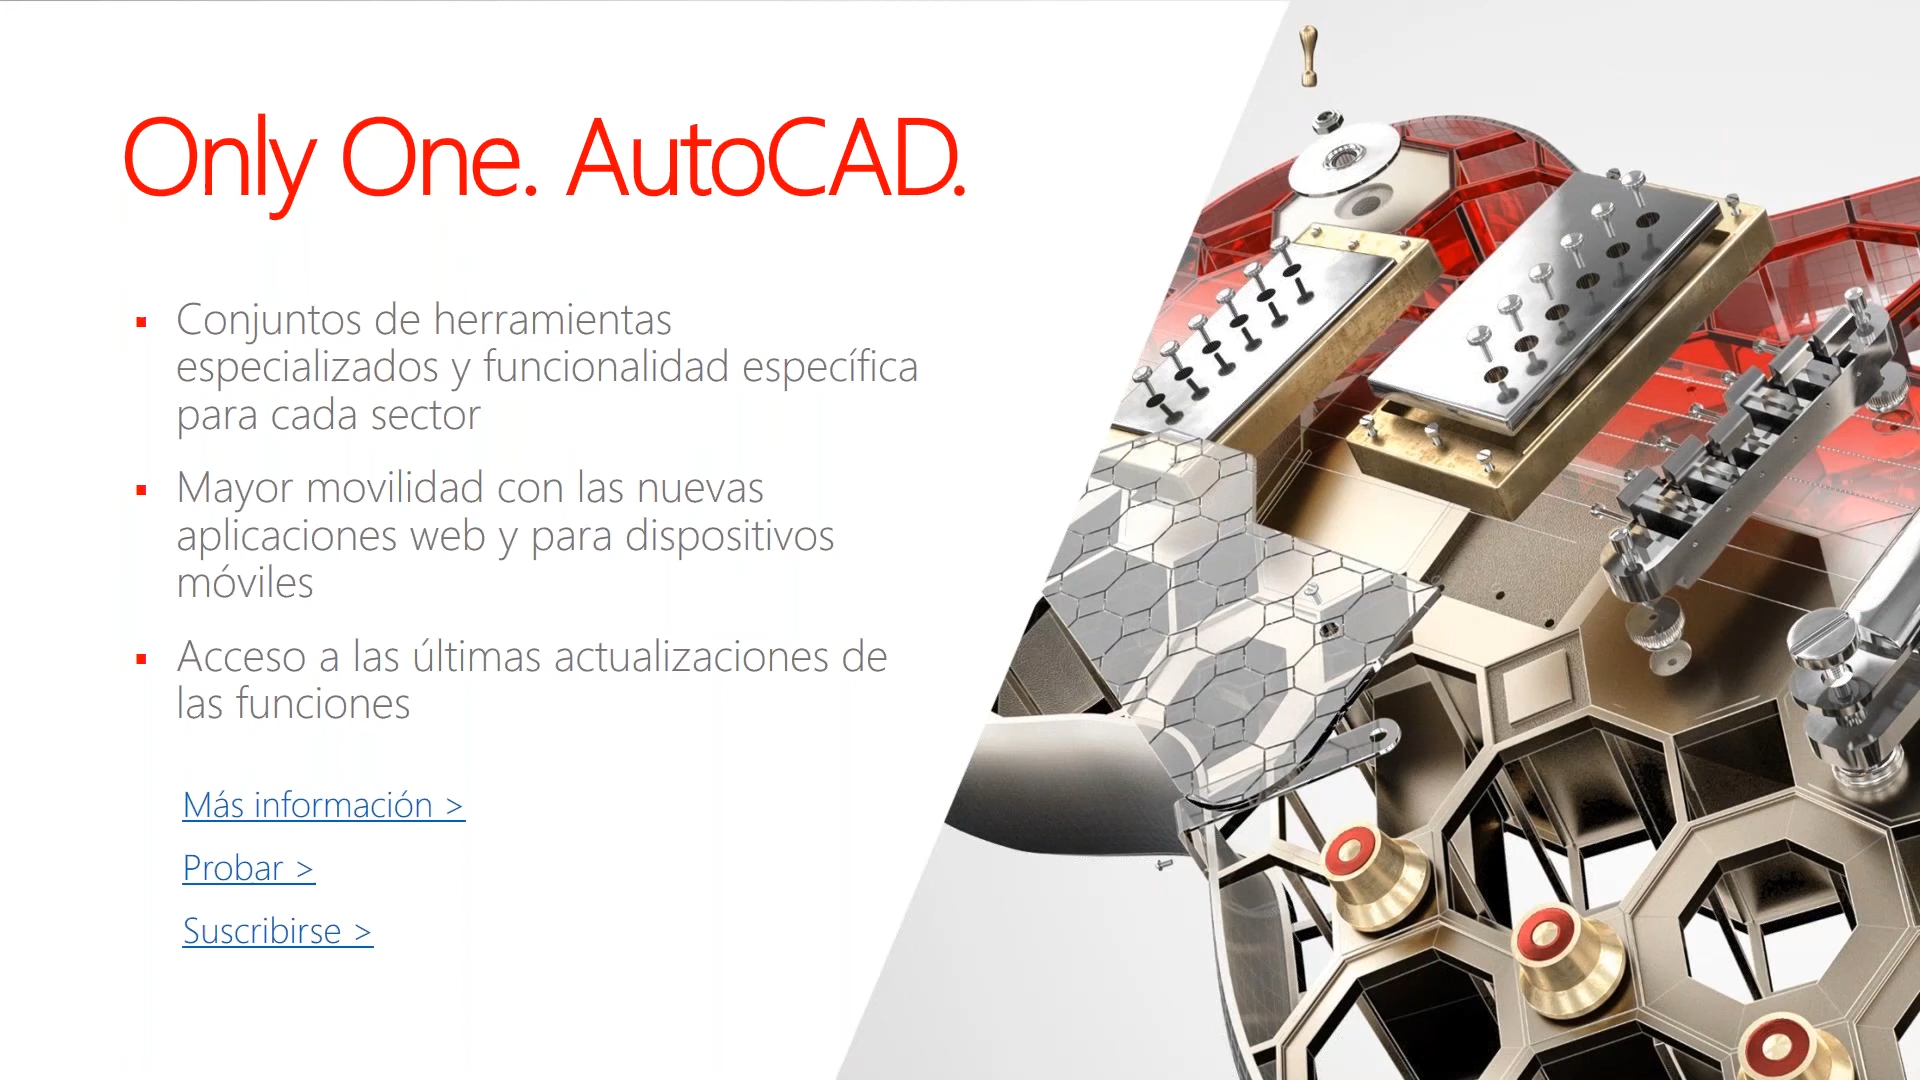 Only One. AutoCAD.
Conjuntos de herramientas
especializados y funcionalidad específica
para cada sector
Mayor movilidad con las nuevas
aplicaciones web y para dispositivos
móviles
Acceso a las últimas actualizaciones de
las funciones
Más información >
Probar >
Suscribirse >